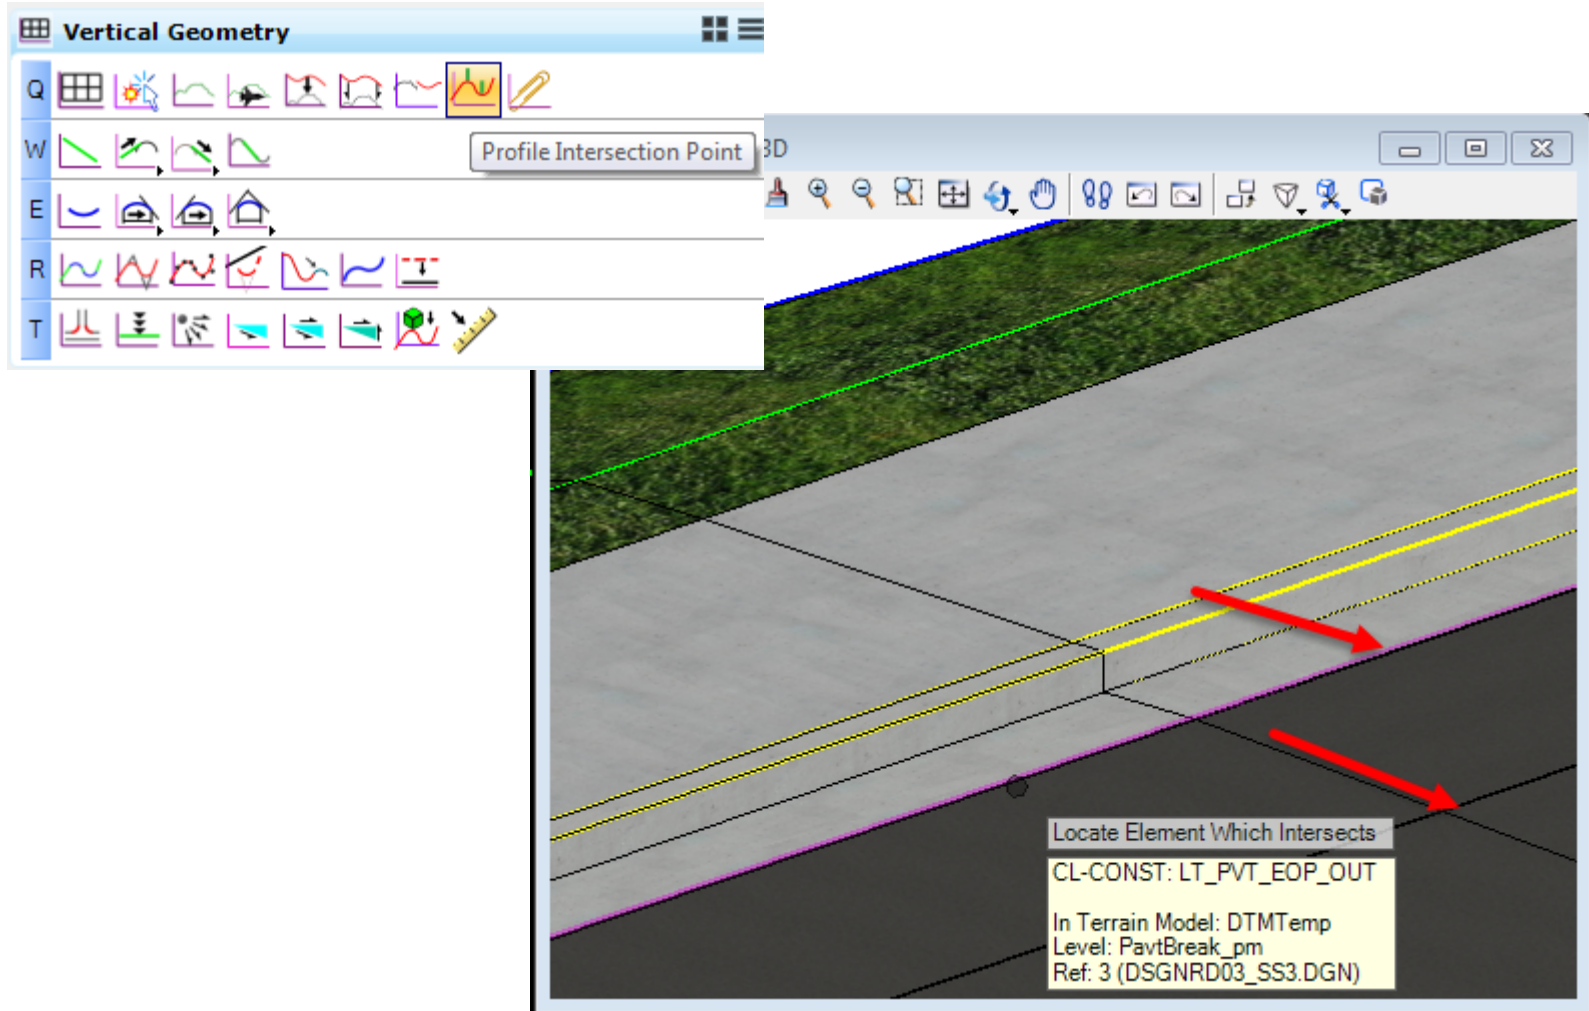 Vertical Geometry
Q
W
Profile Intersection Point
3D
E
R
T
Locate Element Which Intersects
CL-CONST: LT_PVT_EOP_OUT
In Terrain Model: DTMTemp
Level: PavtBreak_pm
Ref: 3 (DSGNRD03_SS3.DGN)